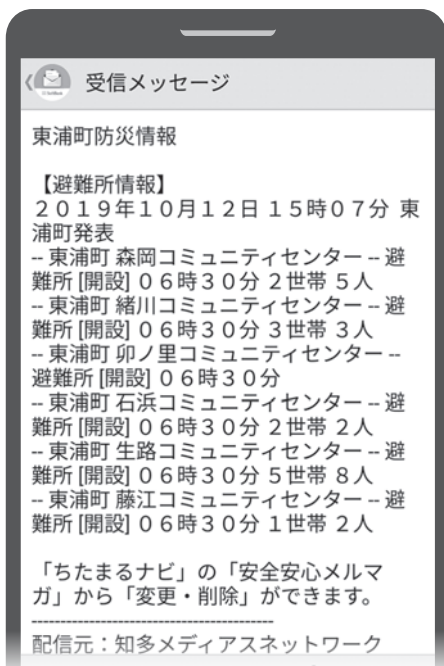 受信メッセージ
東浦町防災情報
【避難所情報】
２０１９年１０月１２日 １５時０７分 東
浦町発表
-- 東浦町 森岡コミュニティセンター -- 避
難所 [開設] ０６時３０分 ２世帯 ５人
-- 東浦町 緒川コミュニティセンター -- 避
難所 [開設] ０６時３０分 ３世帯 ３人
-- 東浦町 卯ノ里コミュニティセンター --
避難所 [開設] ０６時３０分
-- 東浦町 石浜コミュニティセンター -- 避
難所 [開設] ０６時３０分 ２世帯 ２人
-- 東浦町 生路コミュニティセンター -- 避
難所 [開設] ０６時３０分 ５世帯 ８人
-- 東浦町 藤江コミュニティセンター -- 避
難所 [開設] ０６時３０分 １世帯 ２人
「ちたまるナビ」の「安全安心メルマ
ガ」から「変更・削除」ができます。
----------------------------------------
配信元：知多メディアスネットワーク